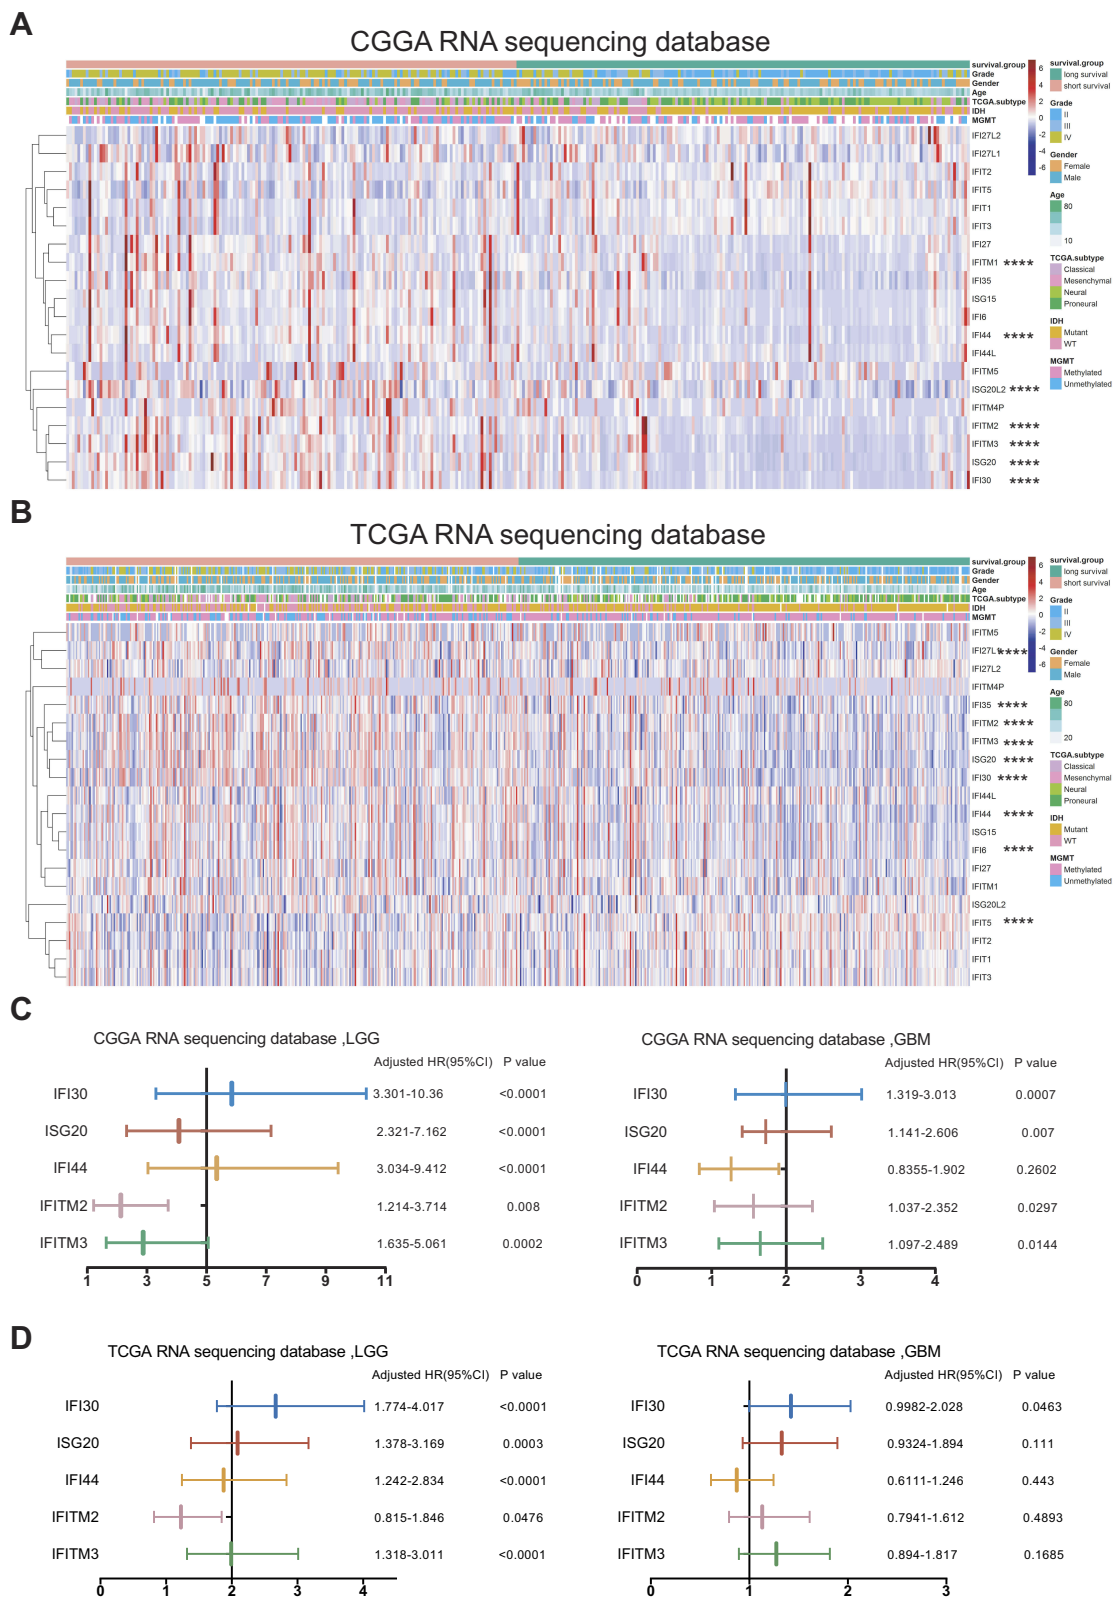 A
CGGA RNA sequencing database
survival.group
Grade
Gender
Age
TCGA.subtype
IDH
MGMT
IFI27L2
IFI27L1
IFIT2
IFIT5
IFIT1
IFIT3
IFI27
IFITM1 ****
IFI35
ISG15
IFI6
IFI44 ****
IFI44L
IFITM5
ISG20L2 ****
IFITM4P
IFITM2 ****
IFITM3 ****
ISG20 ****
IFI30 ****
6
4
2
0
-2
-4
-6
survival.group
long survival
short survival
Grade
II
III
IV
Gender
Female
Male
Age
80
10
TCGA.subtype
Classical
Mesenchymal
Neural
Proneural
IDH
Mutant
WT
MGMT
Methylated
Unmethylated
B
TCGA RNA sequencing database
survival.group
Grade
Gender
Age
TCGA.subtype
IDH
MGMT
IFITM5
IFI27L1 ****
IFI27L2
IFITM4P
IFI35 ****
IFITM2 ****
IFITM3 ****
ISG20 ****
IFI30 ****
IFI44L
IFI44 ****
ISG15
IFI6 ****
IFI27
IFITM1
ISG20L2
IFIT5 ****
IFIT2
IFIT1
IFIT3
6
4
2
0
-2
-4
-6
survival.group
long survival
short survival
Grade
II
III
IV
Gender
Female
Male
Age
80
20
TCGA.subtype
Classical
Mesenchymal
Neural
Proneural
IDH
Mutant
WT
MGMT
Methylated
Unmethylated
C
CGGA RNA sequencing database ,LGG
Adjusted HR(95%CI) P value
IFI30 3.301-10.36 <0.0001
ISG20 2.321-7.162 <0.0001
IFI44 3.034-9.412 <0.0001
IFITM2 1.214-3.714 0.008
IFITM3 1.635-5.061 0.0002
1 3 5 7 9 11
CGGA RNA sequencing database ,GBM
Adjusted HR(95%CI) P value
IFI30 1.319-3.013 0.0007
ISG20 1.141-2.606 0.007
IFI44 0.8355-1.902 0.2602
IFITM2 1.037-2.352 0.0297
IFITM3 1.097-2.489 0.0144
0 1 2 3 4
D
TCGA RNA sequencing database ,LGG
Adjusted HR(95%CI) P value
IFI30 1.774-4.017 <0.0001
ISG20 1.378-3.169 0.0003
IFI44 1.242-2.834 <0.0001
IFITM2 0.815-1.846 0.0476
IFITM3 1.318-3.011 <0.0001
0 1 2 3 4
TCGA RNA sequencing database ,GBM
Adjusted HR(95%CI) P value
IFI30 0.9982-2.028 0.0463
ISG20 0.9324-1.894 0.111
IFI44 0.6111-1.246 0.443
IFITM2 0.7941-1.612 0.4893
IFITM3 0.894-1.817 0.1685
0 1 2 3